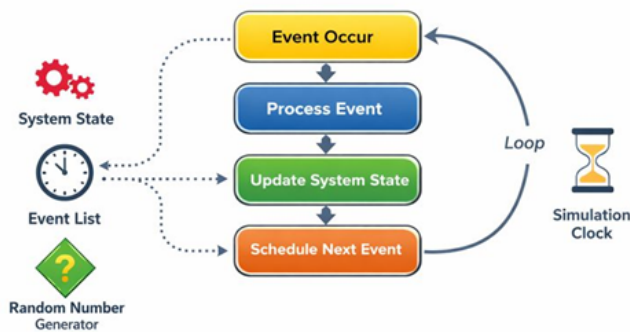 Event Occur
Process Event
System State
Loop
Update System State
Event List
Simulation
Clock
Schedule Next Event
Random Number
Generator